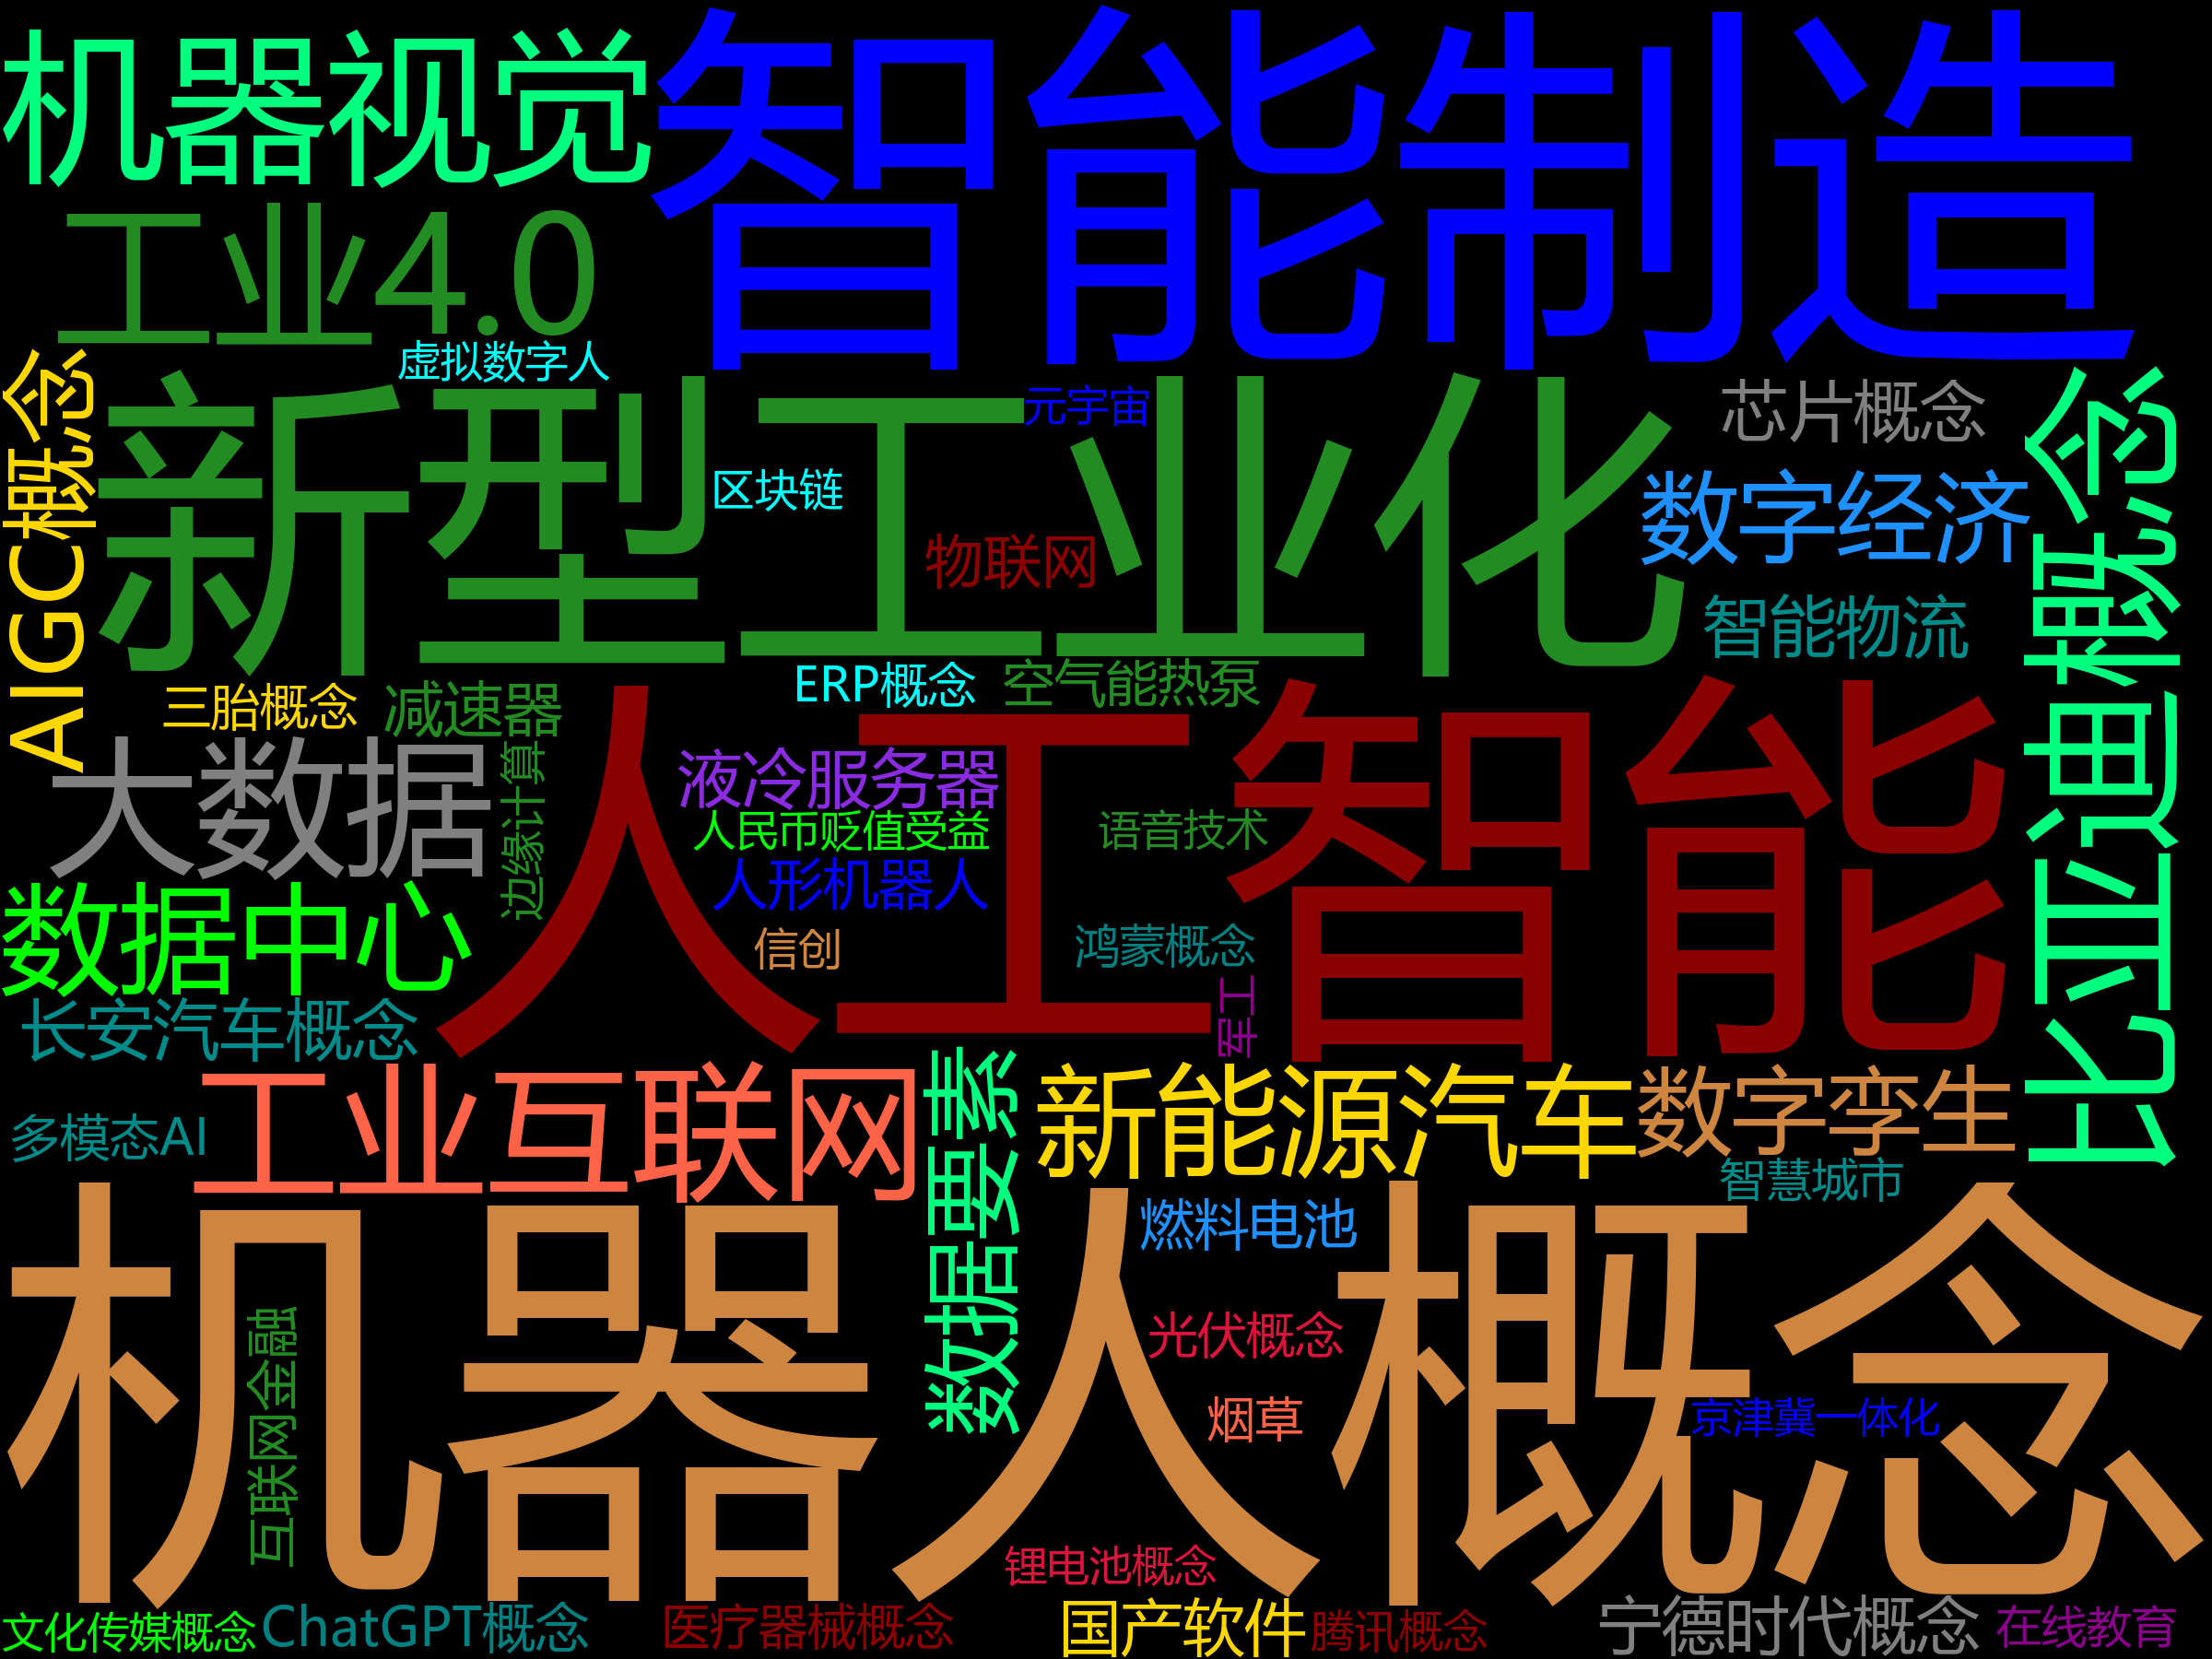 机器视觉
智能制造
工业4.0
虚拟数字人
元宇宙
芯片概念
AIGC概念
新型工业化
区块链
物联网
数字经济
智能物流
比亚迪概念
三胎概念
减速器
ERP概念
空气能热泵
大数据
边缘计算
液冷服务器
人民币贬值受益
语音技术
人形机器人
人工智能
数据中心
信创
鸿蒙概念
军工
长安汽车概念
多模态AI
工业互联网
数据要素
新能源汽车
数字孪生
智慧城市
燃料电池
机器人概念
互联网金融
光伏概念
烟草
京津冀一体化
锂电池概念
文化传媒概念
ChatGPT概念
医疗器械概念
国产软件
腾讯概念
宁德时代概念
在线教育